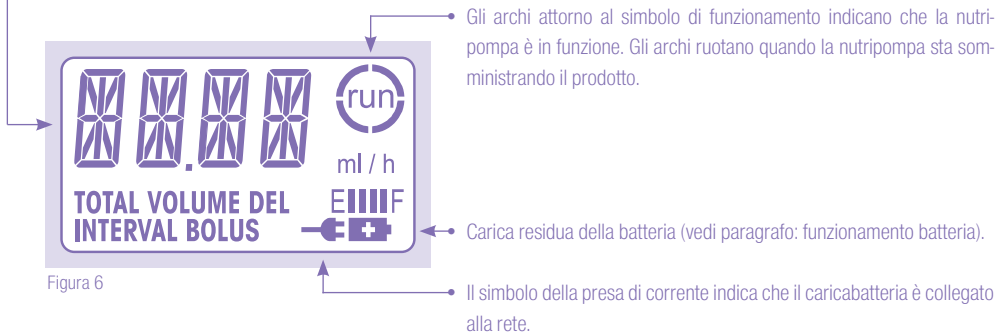 Gli archi attorno al simbolo di funzionamento indicano che la nutri-
pompa è in funzione. Gli archi ruotano quando la nutripompa sta som-
ministrando il prodotto.
run
ml / h
TOTAL VOLUME DEL
E F
INTERVAL BOLUS
Carica residua della batteria (vedi paragrafo: funzionamento batteria).
Figura 6
Il simbolo della presa di corrente indica che il caricabatteria è collegato
alla rete.